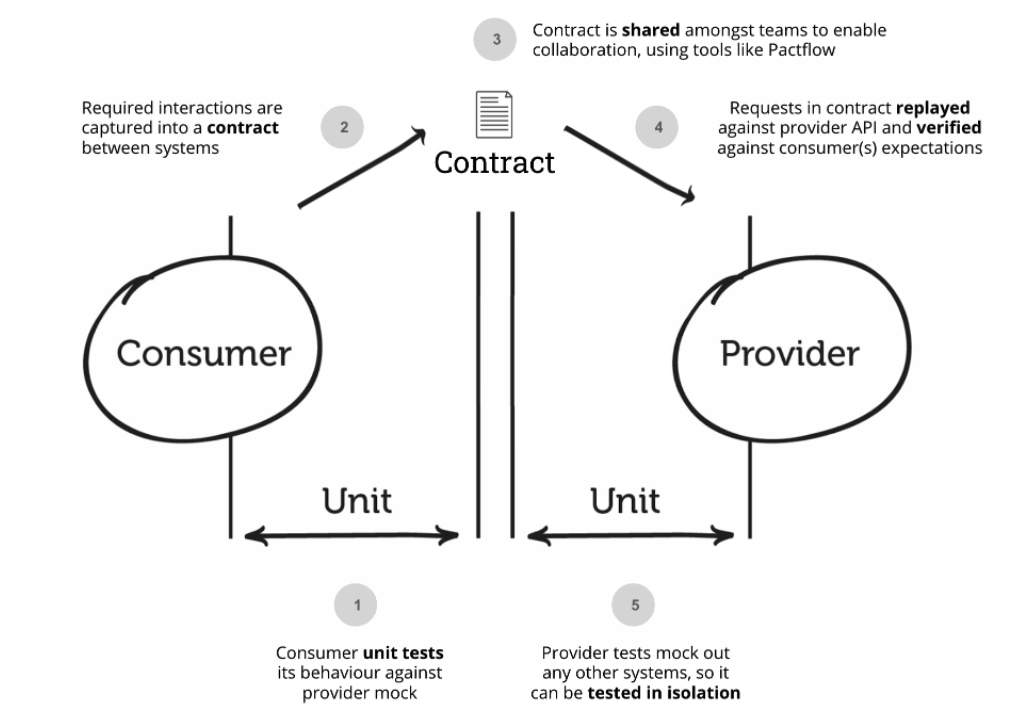 3
Contract is shared amongst teams to enable
collaboration, using tools like Pactflow
Required interactions are
captured into a contract
between systems
2
Contract
4
Requests in contract replayed
against provider API and verified
against consumer(s) expectations
Consumer
Provider
Unit
Unit
1
Consumer unit tests
its behaviour against
provider mock
5
Provider tests mock out
any other systems, so it
can be tested in isolation